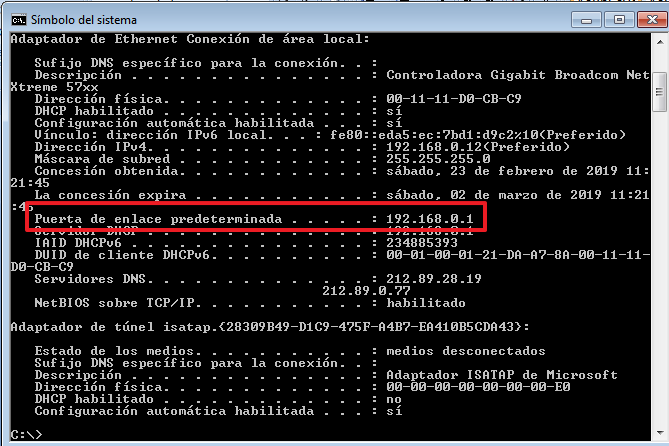 Símbolo del sistema
Adaptador de Ethernet Conexión de área local:
Sufijo DNS específico para la conexión. . :
Descripción . . . . . . . . . . . . . . . : Controladora Gigabit Broadcom Net
Xtreme 57xx
Dirección física. . . . . . . . . . . . . : 00-11-11-D0-CB-C9
DHCP habilitado . . . . . . . . . . . . . : sí
Configuración automática habilitada . . . : sí
Vínculo: dirección IPv6 local. . . : fe80::eda5:ec:7bd1:d9c2%10(Preferido)
Dirección IPv4. . . . . . . . . . . . . . : 192.168.0.12(Preferido)
Máscara de subred . . . . . . . . . . . . : 255.255.255.0
Concesión obtenida. . . . . . . . . . . . : sábado, 23 de febrero de 2019 11:
21:45
La concesión expira . . . . . . . . . . . : sábado, 02 de marzo de 2019 11:21
:45
Puerta de enlace predeterminada . . . . . : 192.168.0.1
Servidor DHCP . . . . . . . . . . . . . . : 192.168.0.1
IAID DHCPv6 . . . . . . . . . . . . . . . : 234885393
DUID de cliente DHCPv6. . . . . . . . . . : 00-01-00-01-21-DA-A7-8A-00-11-11-
D0-CB-C9
Servidores DNS. . . . . . . . . . . . . . : 212.89.28.19
212.89.0.77
NetBIOS sobre TCP/IP. . . . . . . . . . . : habilitado
Adaptador de túnel isatap.{28309B49-D1C9-475F-A4B7-EA410B5CDA43}:
Estado de los medios. . . . . . . . . . . : medios desconectados
Sufijo DNS específico para la conexión. . :
Descripción . . . . . . . . . . . . . . . : Adaptador ISATAP de Microsoft
Dirección física. . . . . . . . . . . . . : 00-00-00-00-00-00-00-E0
DHCP habilitado . . . . . . . . . . . . . : no
Configuración automática habilitada . . . : sí
C:\>